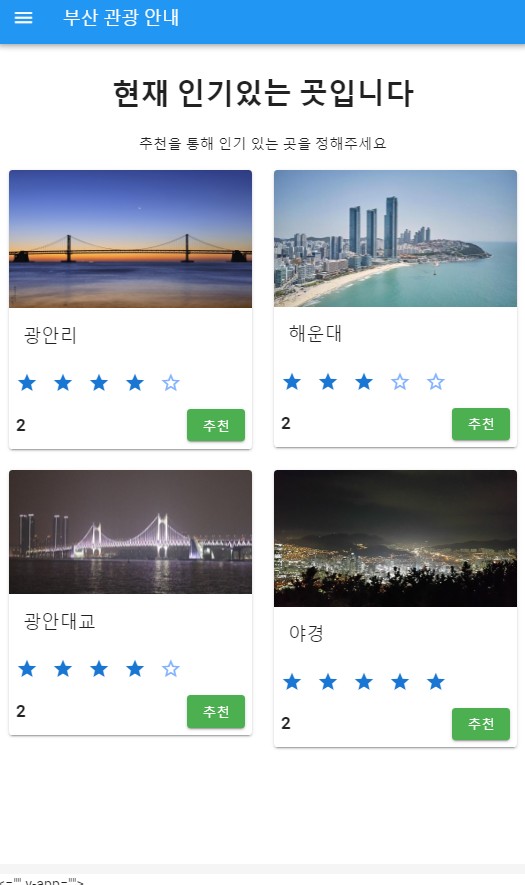 부산 관광 안내
현재 인기있는 곳입니다
추천을 통해 인기 있는 곳을 정해주세요
광안리
2
추천
해운대
2
추천
광안대교
2
추천
야경
2
추천
<="" v-app="">